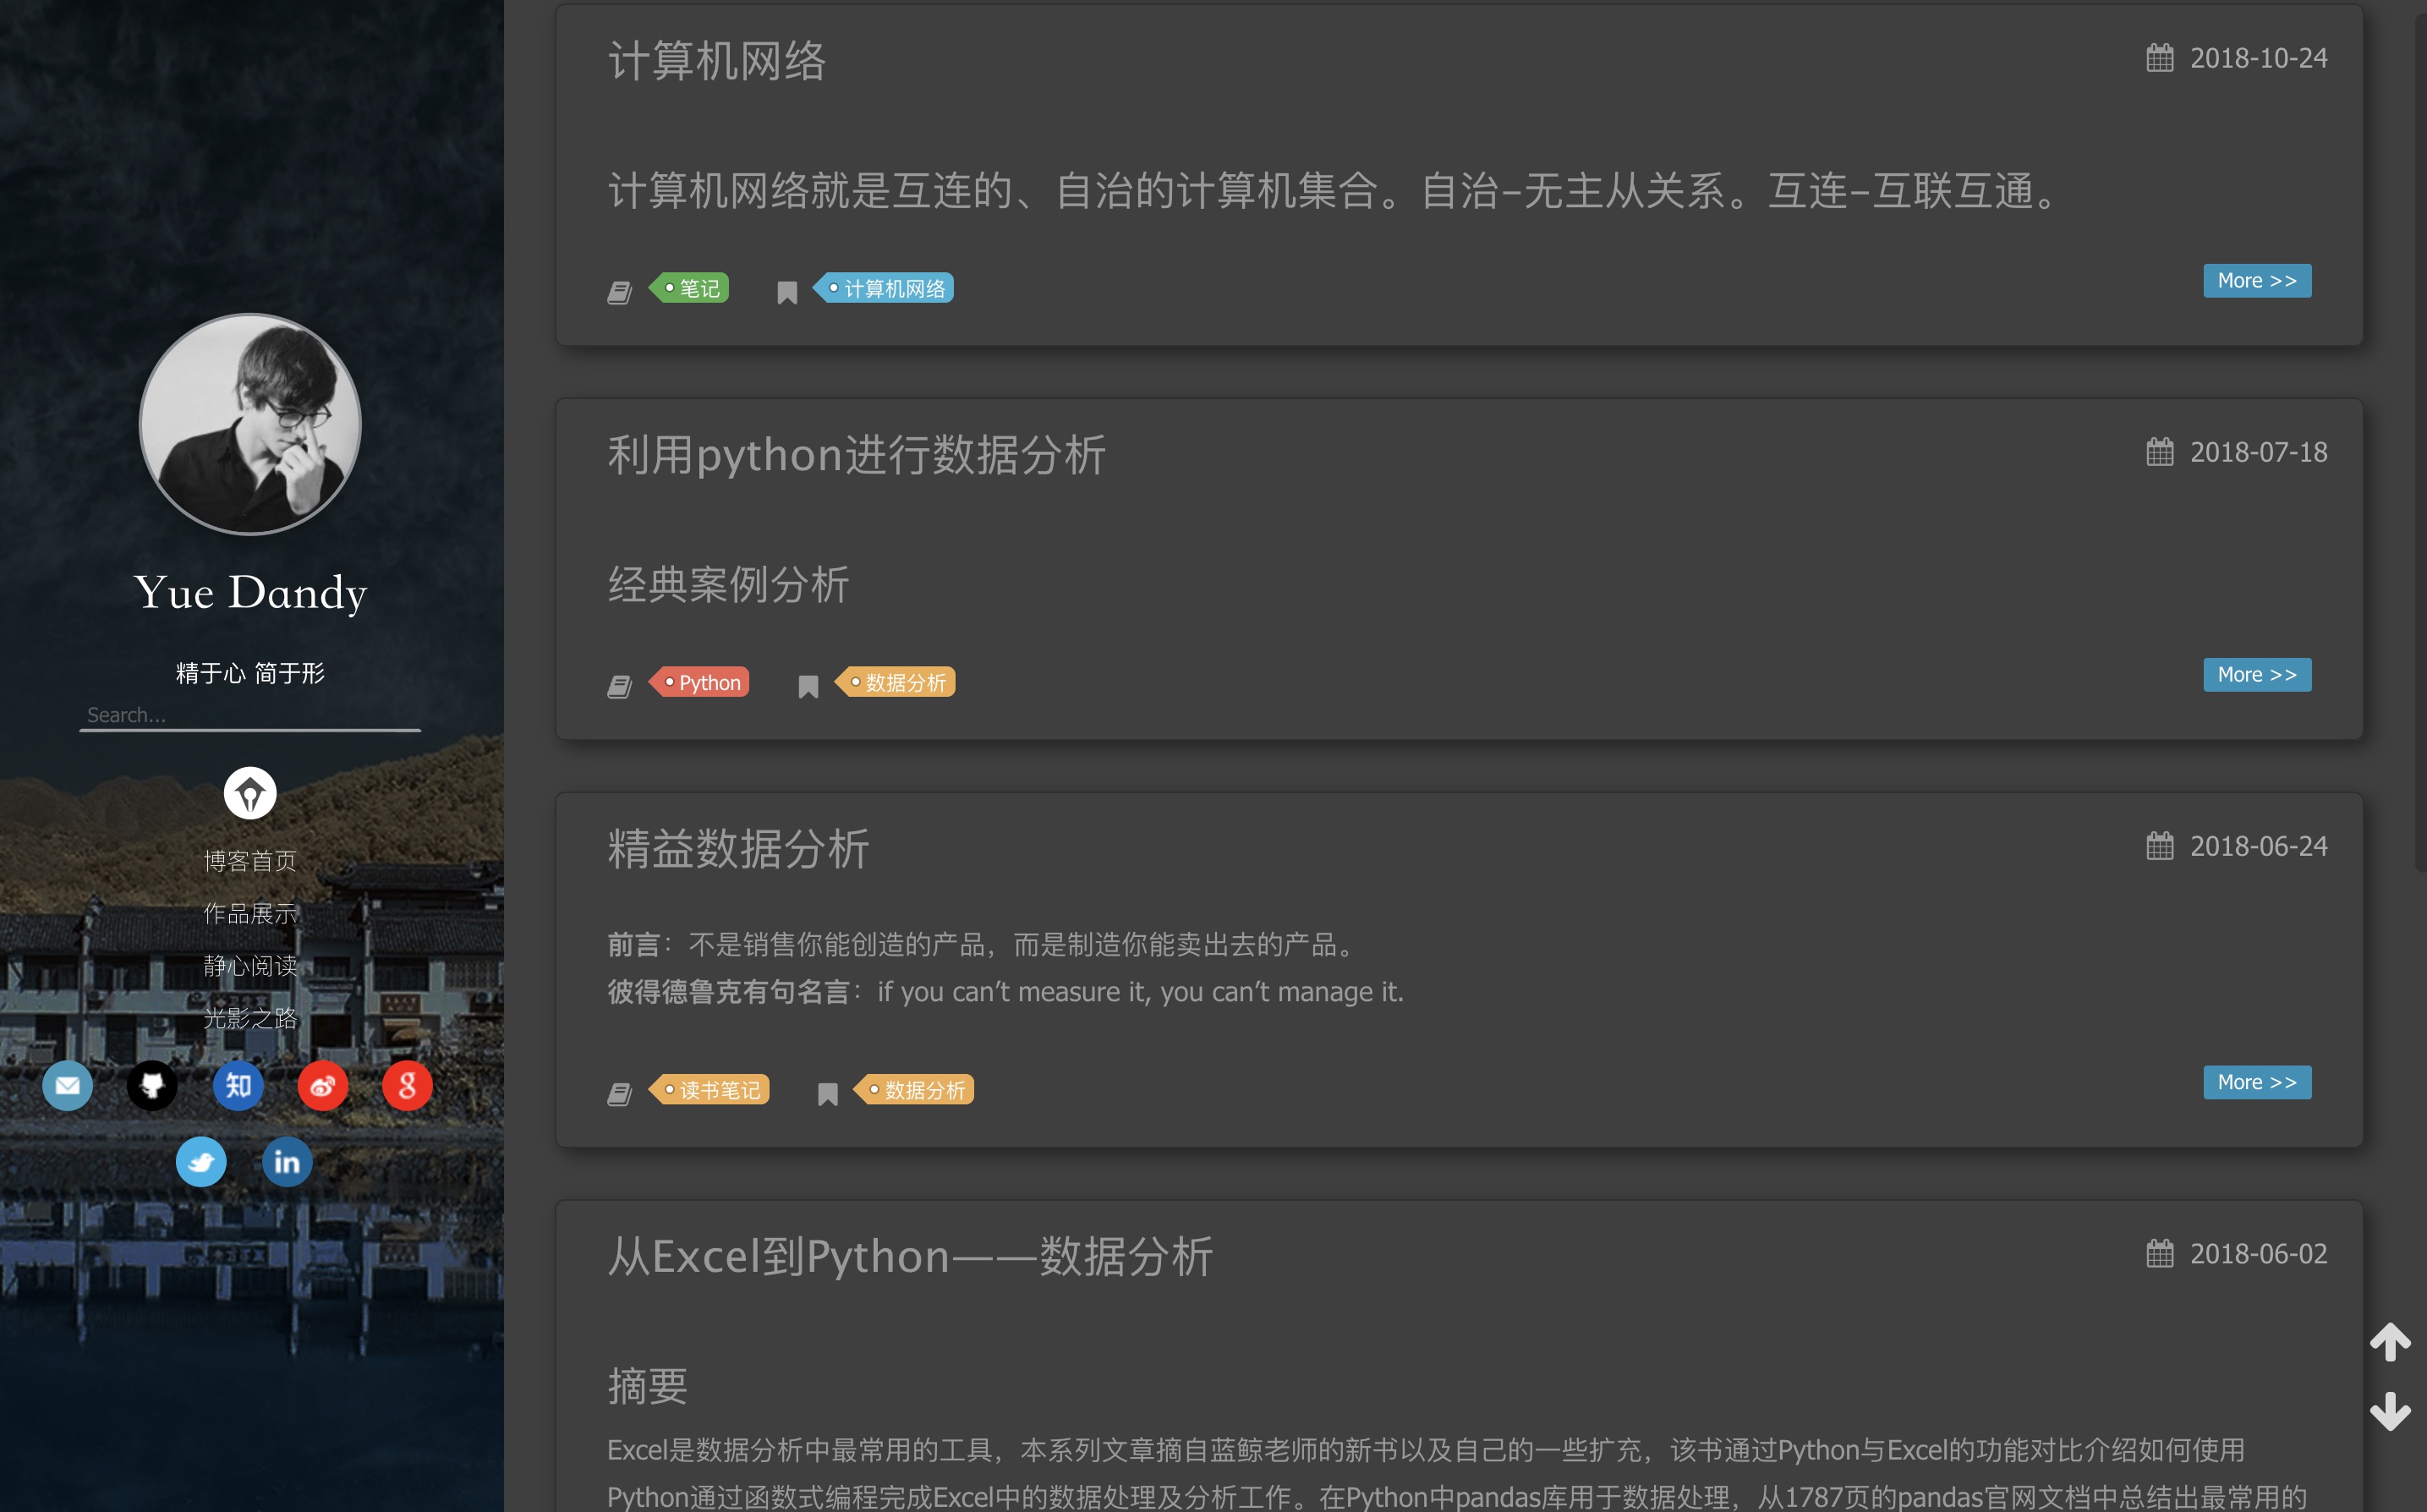 Yue Dandy
精于心 简于形
Search...
博客首页
作品展示
静心阅读
光影之路
知
g
in
计算机网络
2018-10-24
计算机网络就是互连的、自治的计算机集合。自治–无主从关系。互连–互联互通。
笔记
计算机网络
More >>
利用python进行数据分析
2018-07-18
经典案例分析
Python
数据分析
More >>
精益数据分析
2018-06-24
前言：不是销售你能创造的产品，而是制造你能卖出去的产品。
彼得德鲁克有句名言：if you can’t measure it, you can’t manage it.
读书笔记
数据分析
More >>
从Excel到Python——数据分析
2018-06-02
摘要
Excel是数据分析中最常用的工具，本系列文章摘自蓝鲸老师的新书以及自己的一些扩充，该书通过Python与Excel的功能对比介绍如何使用
Python通过函数式编程完成Excel中的数据处理及分析工作。在Python中pandas库用于数据处理，从1787页的pandas官网文档中总结出最常用的